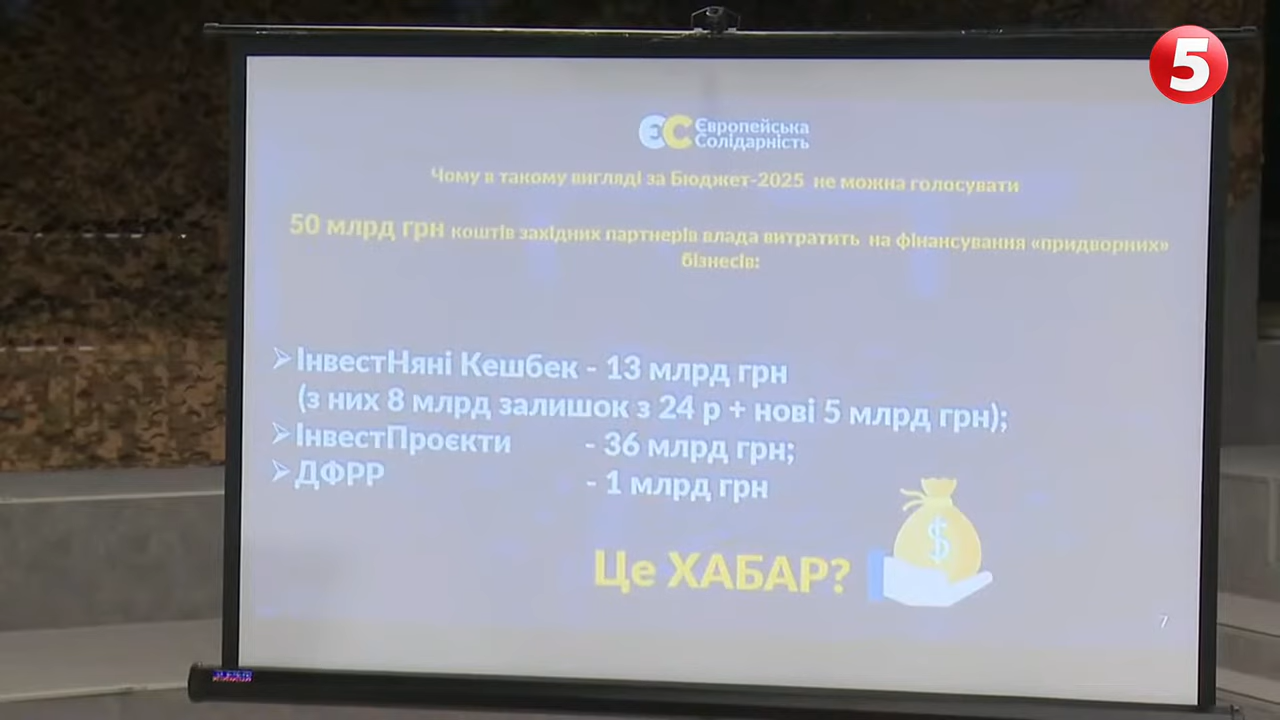 5
ЄС Європейська
Солідарність
Чому в такому вигляді за Бюджет-2025 не можна голосувати
50 млрд грн коштів західних партнерів влада витратить на фінансування «придворних»
бізнесів:
➢ІнвестНяні Кешбек - 13 млрд грн
(з них 8 млрд залишок з 24 р + нові 5 млрд грн);
➢ІнвестПроєкти - 36 млрд грн;
➢ДФРР - 1 млрд грн
Це ХАБАР?
$
7